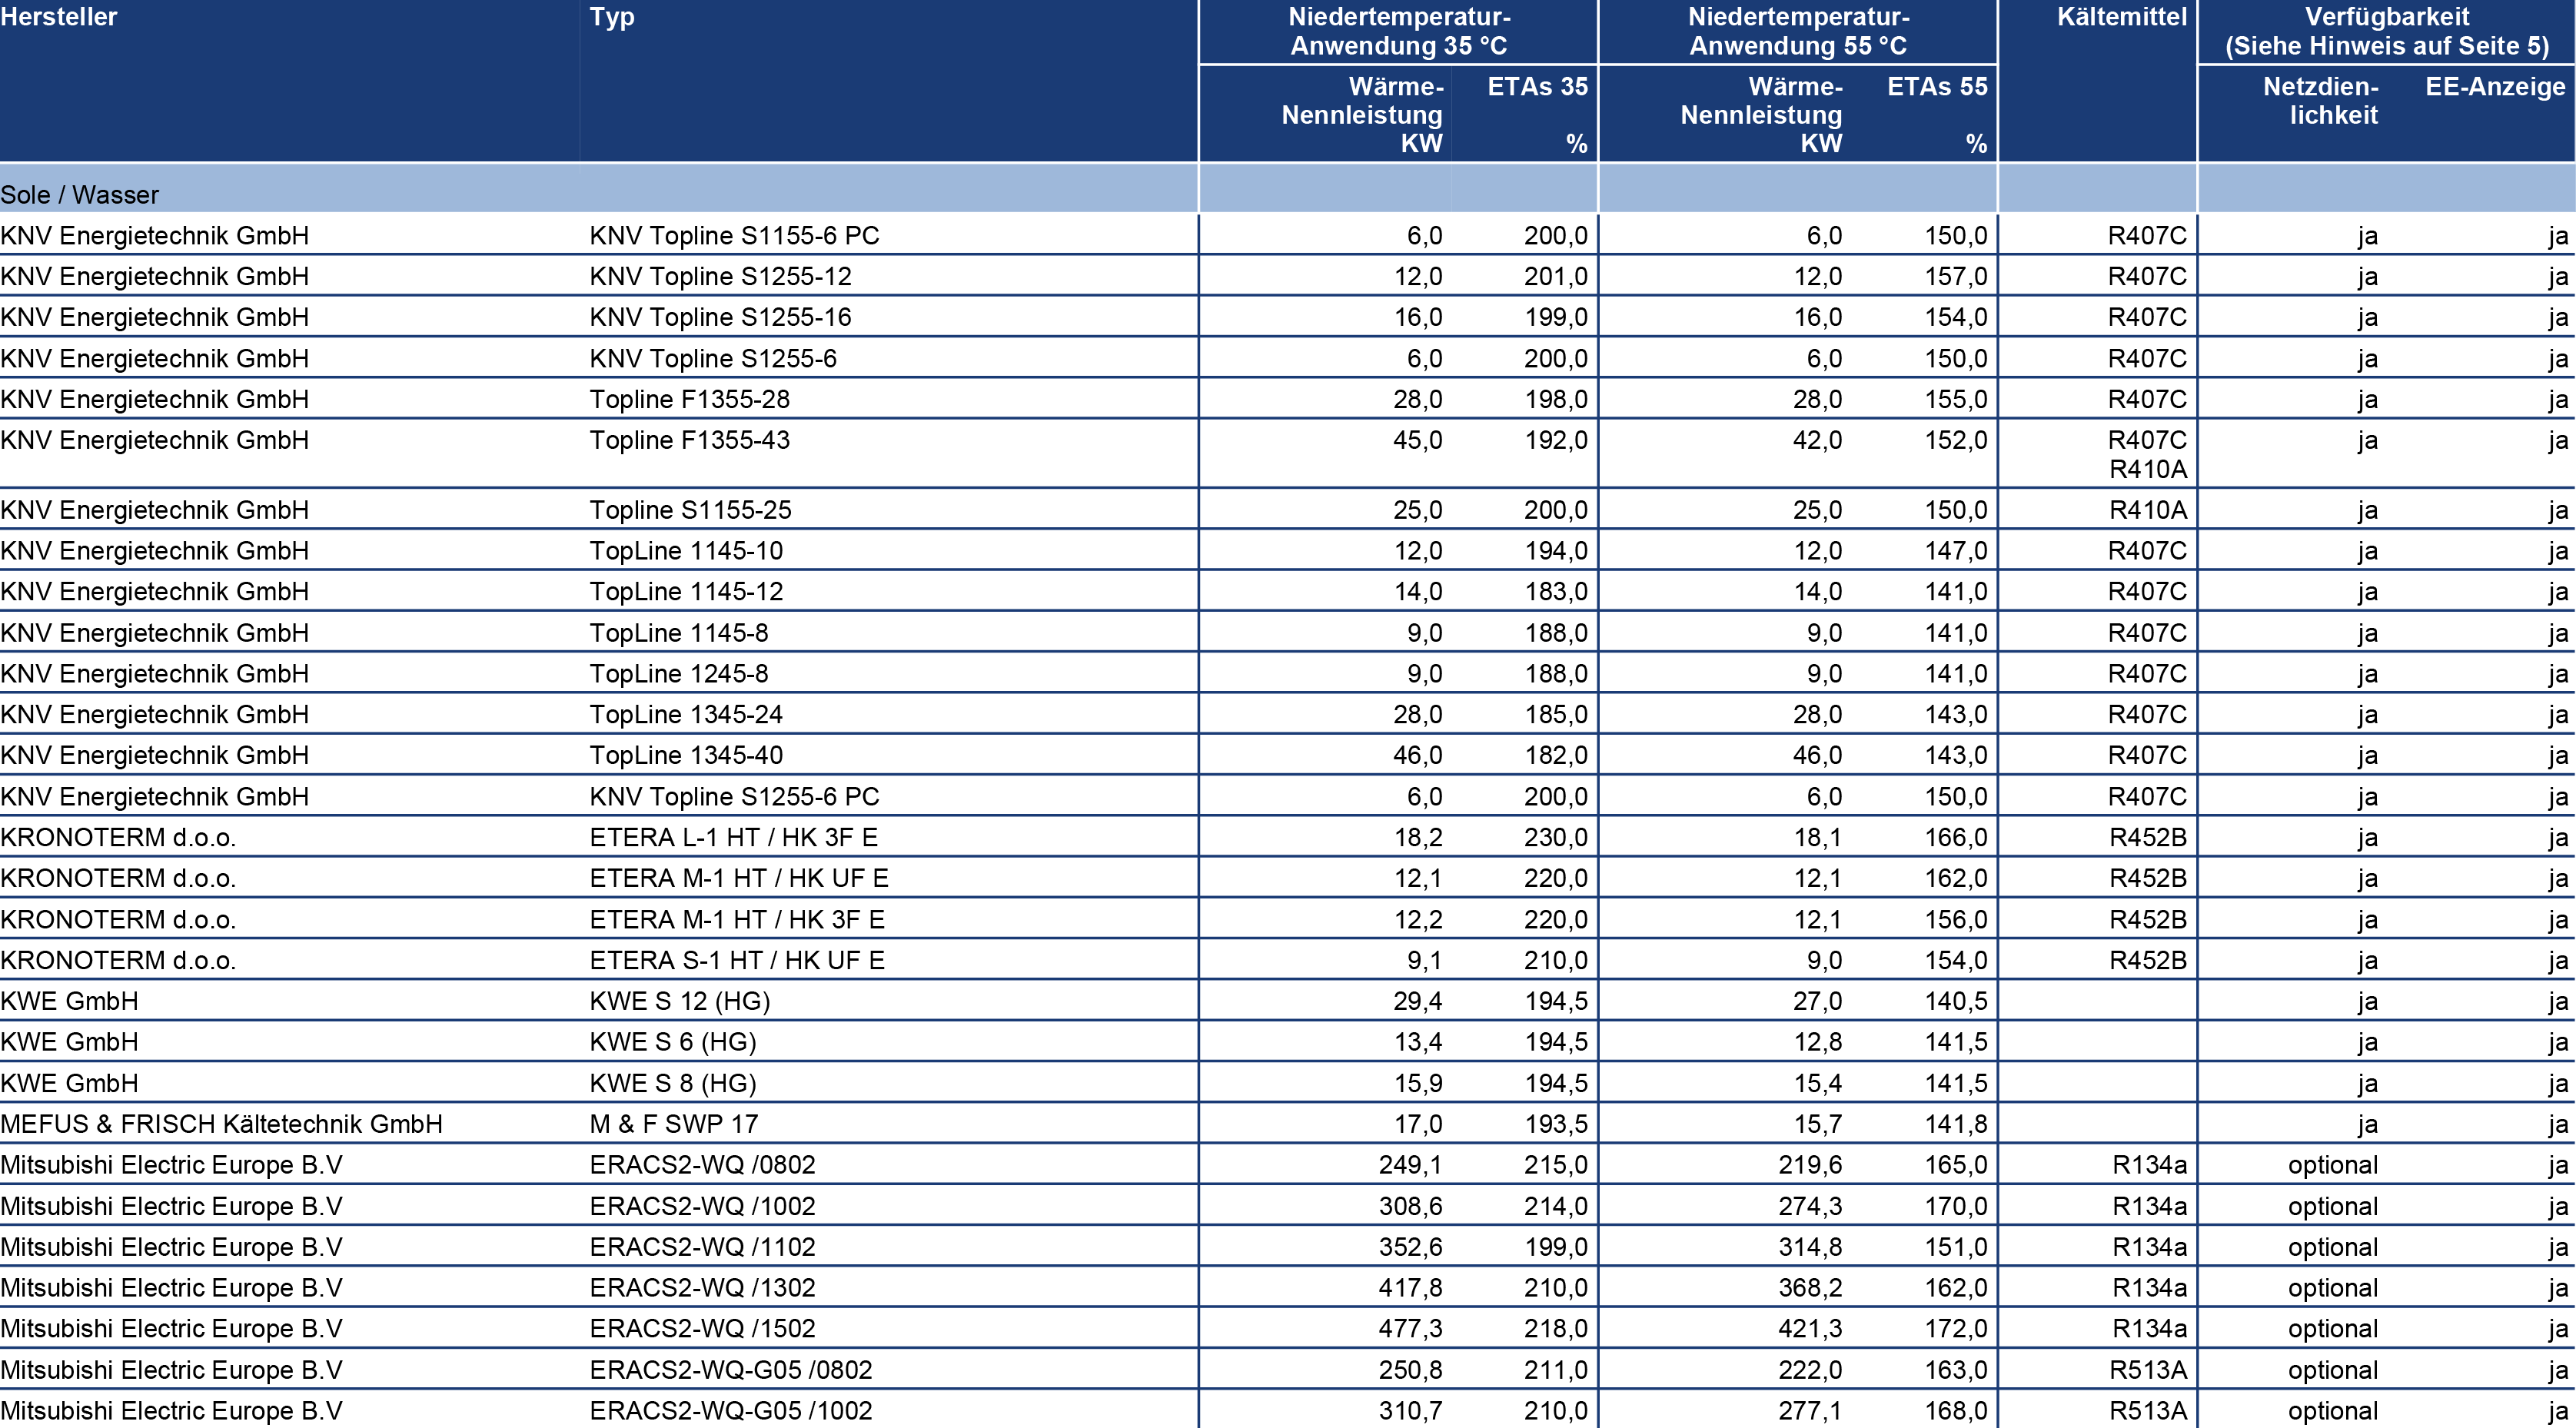 Hersteller Typ Niedertemperatur- Niedertemperatur- Kältemittel Verfügbarkeit
Anwendung 35 °C Anwendung 55 °C (Siehe Hinweis auf Seite 5)
Wärme- ETAs 35 Wärme- ETAs 55 Netzdien- EE-Anzeige
Nennleistung Nennleistung lichkeit
KW % KW %
Sole / Wasser
KNV Energietechnik GmbH KNV Topline S1155-6 PC 6,0 200,0 6,0 150,0 R407C ja ja
KNV Energietechnik GmbH KNV Topline S1255-12 12,0 201,0 12,0 157,0 R407C ja ja
KNV Energietechnik GmbH KNV Topline S1255-16 16,0 199,0 16,0 154,0 R407C ja ja
KNV Energietechnik GmbH KNV Topline S1255-6 6,0 200,0 6,0 150,0 R407C ja ja
KNV Energietechnik GmbH Topline F1355-28 28,0 198,0 28,0 155,0 R407C ja ja
KNV Energietechnik GmbH Topline F1355-43 45,0 192,0 42,0 152,0 R407C ja ja
R410A
KNV Energietechnik GmbH Topline S1155-25 25,0 200,0 25,0 150,0 R410A ja ja
KNV Energietechnik GmbH TopLine 1145-10 12,0 194,0 12,0 147,0 R407C ja ja
KNV Energietechnik GmbH TopLine 1145-12 14,0 183,0 14,0 141,0 R407C ja ja
KNV Energietechnik GmbH TopLine 1145-8 9,0 188,0 9,0 141,0 R407C ja ja
KNV Energietechnik GmbH TopLine 1245-8 9,0 188,0 9,0 141,0 R407C ja ja
KNV Energietechnik GmbH TopLine 1345-24 28,0 185,0 28,0 143,0 R407C ja ja
KNV Energietechnik GmbH TopLine 1345-40 46,0 182,0 46,0 143,0 R407C ja ja
KNV Energietechnik GmbH KNV Topline S1255-6 PC 6,0 200,0 6,0 150,0 R407C ja ja
KRONOTERM d.o.o. ETERA L-1 HT / HK 3F E 18,2 230,0 18,1 166,0 R452B ja ja
KRONOTERM d.o.o. ETERA M-1 HT / HK UF E 12,1 220,0 12,1 162,0 R452B ja ja
KRONOTERM d.o.o. ETERA M-1 HT / HK 3F E 12,2 220,0 12,1 156,0 R452B ja ja
KRONOTERM d.o.o. ETERA S-1 HT / HK UF E 9,1 210,0 9,0 154,0 R452B ja ja
KWE GmbH KWE S 12 (HG) 29,4 194,5 27,0 140,5 ja ja
KWE GmbH KWE S 6 (HG) 13,4 194,5 12,8 141,5 ja ja
KWE GmbH KWE S 8 (HG) 15,9 194,5 15,4 141,5 ja ja
MEFUS & FRISCH Kältetechnik GmbH M & F SWP 17 17,0 193,5 15,7 141,8 ja ja
Mitsubishi Electric Europe B.V ERACS2-WQ /0802 249,1 215,0 219,6 165,0 R134a optional ja
Mitsubishi Electric Europe B.V ERACS2-WQ /1002 308,6 214,0 274,3 170,0 R134a optional ja
Mitsubishi Electric Europe B.V ERACS2-WQ /1102 352,6 199,0 314,8 151,0 R134a optional ja
Mitsubishi Electric Europe B.V ERACS2-WQ /1302 417,8 210,0 368,2 162,0 R134a optional ja
Mitsubishi Electric Europe B.V ERACS2-WQ /1502 477,3 218,0 421,3 172,0 R134a optional ja
Mitsubishi Electric Europe B.V ERACS2-WQ-G05 /0802 250,8 211,0 222,0 163,0 R513A optional ja
Mitsubishi Electric Europe B.V ERACS2-WQ-G05 /1002 310,7 210,0 277,1 168,0 R513A optional ja